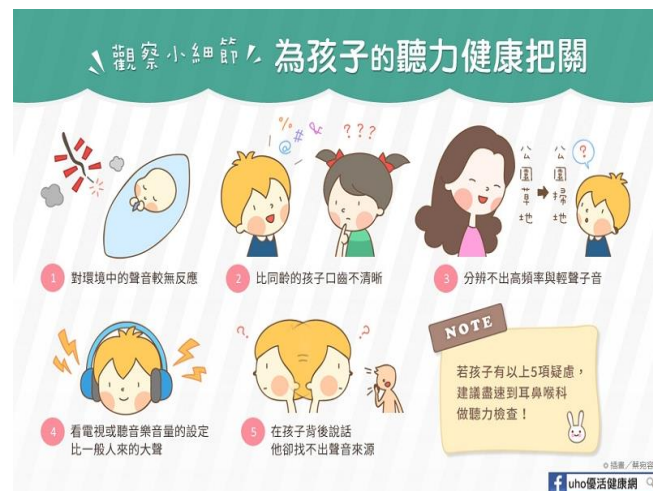 觀察小細節 為孩子的聽力健康把關
%
@#&
???
公園草地
公園掃地
?
1 對環境中的聲音較無反應
2 比同齡的孩子口齒不清晰
3 分辨不出高頻率與輕聲子音
?
?
NOTE
若孩子有以上5項疑慮，
建議盡速到耳鼻喉科
做聽力檢查！
4 看電視或聽音樂音量的設定
比一般人來的大聲
5 在孩子背後說話
他卻找不出聲音來源
插畫／蔡宛容
f uho優活健康網